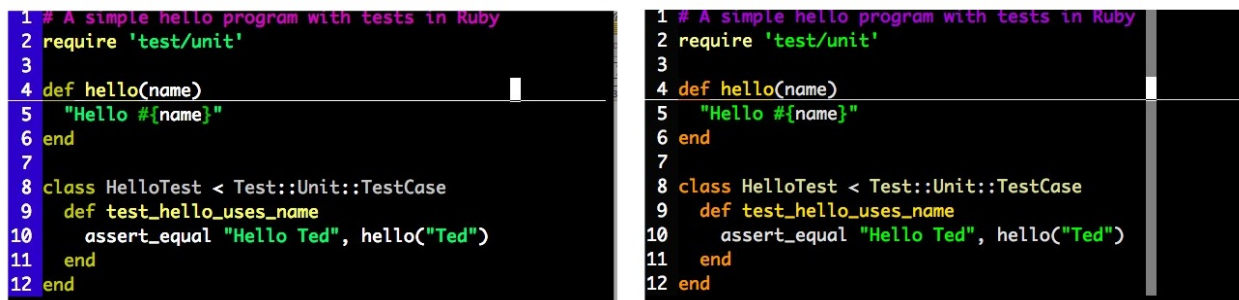 1 # A simple hello program with tests in Ruby
2 require 'test/unit'
3
4 def hello(name)
5   "Hello #{name}"
6 end
7
8 class HelloTest < Test::Unit::TestCase
9   def test_hello_uses_name
10     assert_equal "Hello Ted", hello("Ted")
11   end
12 end
1 # A simple hello program with tests in Ruby
2 require 'test/unit'
3
4 def hello(name)
5   "Hello #{name}"
6 end
7
8 class HelloTest < Test::Unit::TestCase
9   def test_hello_uses_name
10     assert_equal "Hello Ted", hello("Ted")
11   end
12 end